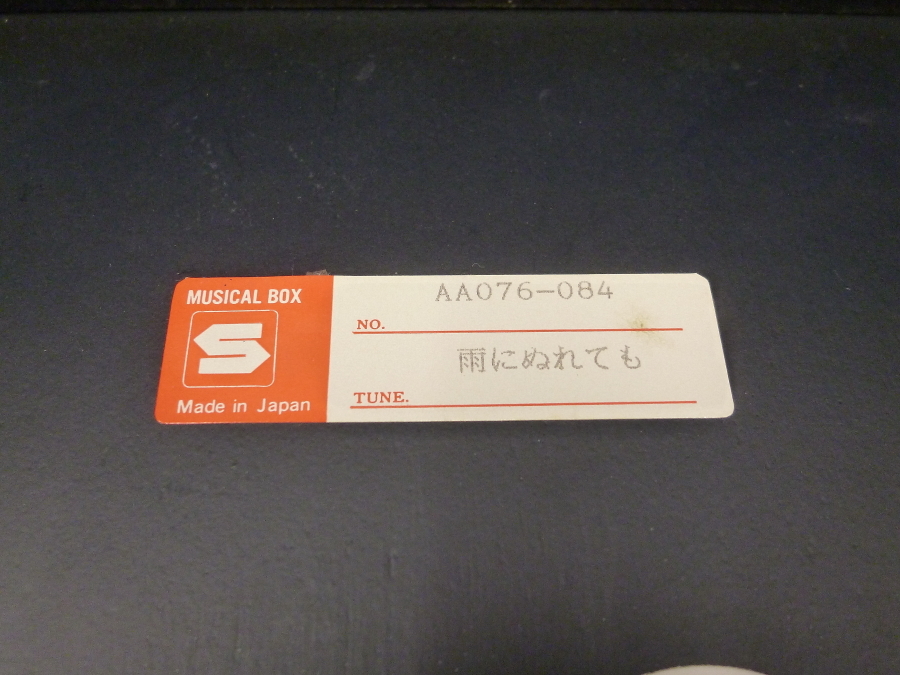 MUSICAL BOX
S
Made in Japan
AA076-084
NO.
雨にぬれても
TUNE.